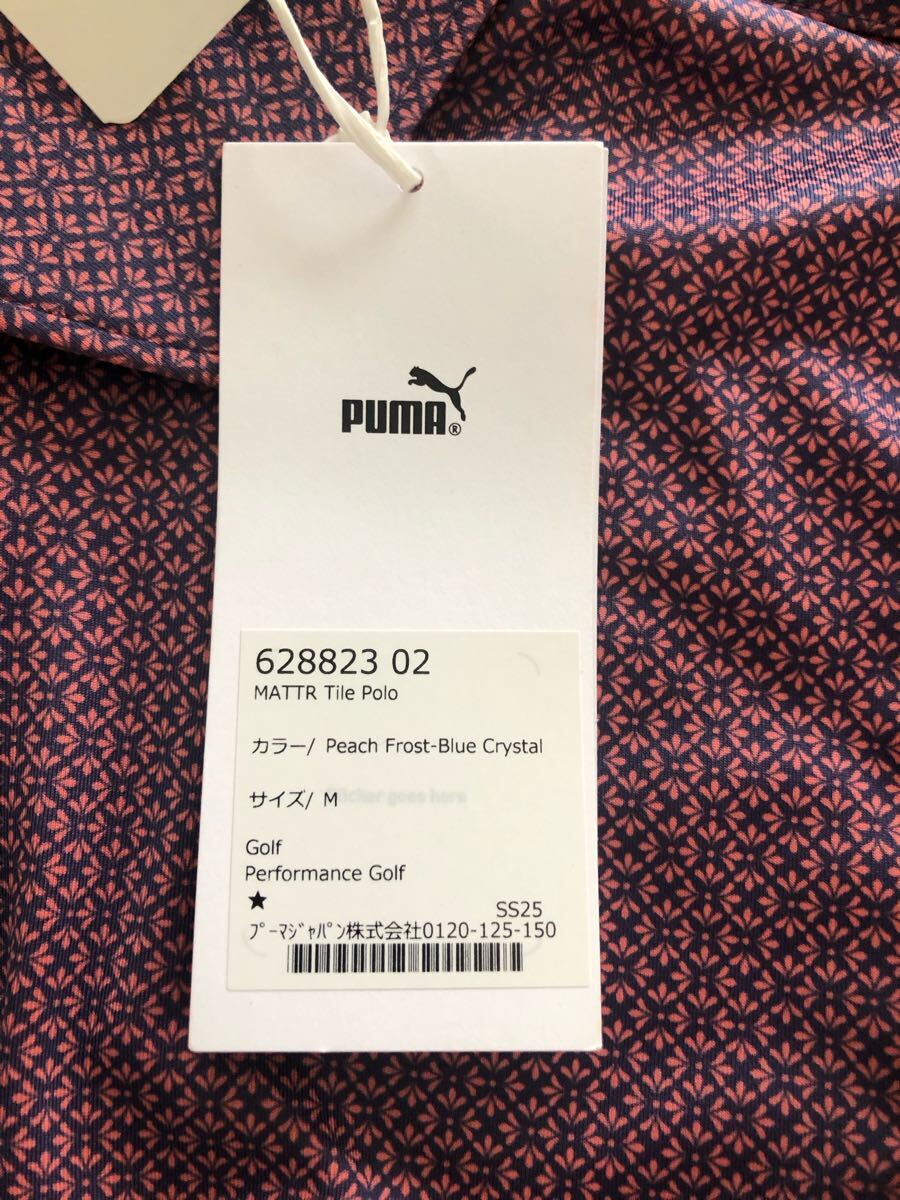 PUMA®
628823 02
MATTR Tile Polo
カラー/ Peach Frost-Blue Crystal
サイズ/ M
Golf
Performance Golf
★
SS25
ﾌﾟｰﾏｼﾞｬﾊﾟﾝ株式会社0120-125-150